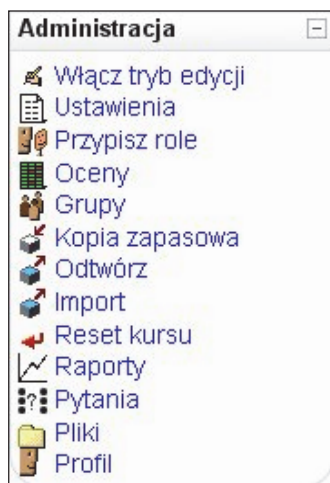 Administracja
Włącz tryb edycji
Ustawienia
Przypisz role
Oceny
Grupy
Kopia zapasowa
Odtwórz
Import
Reset kursu
Raporty
Pytania
Pliki
Profil